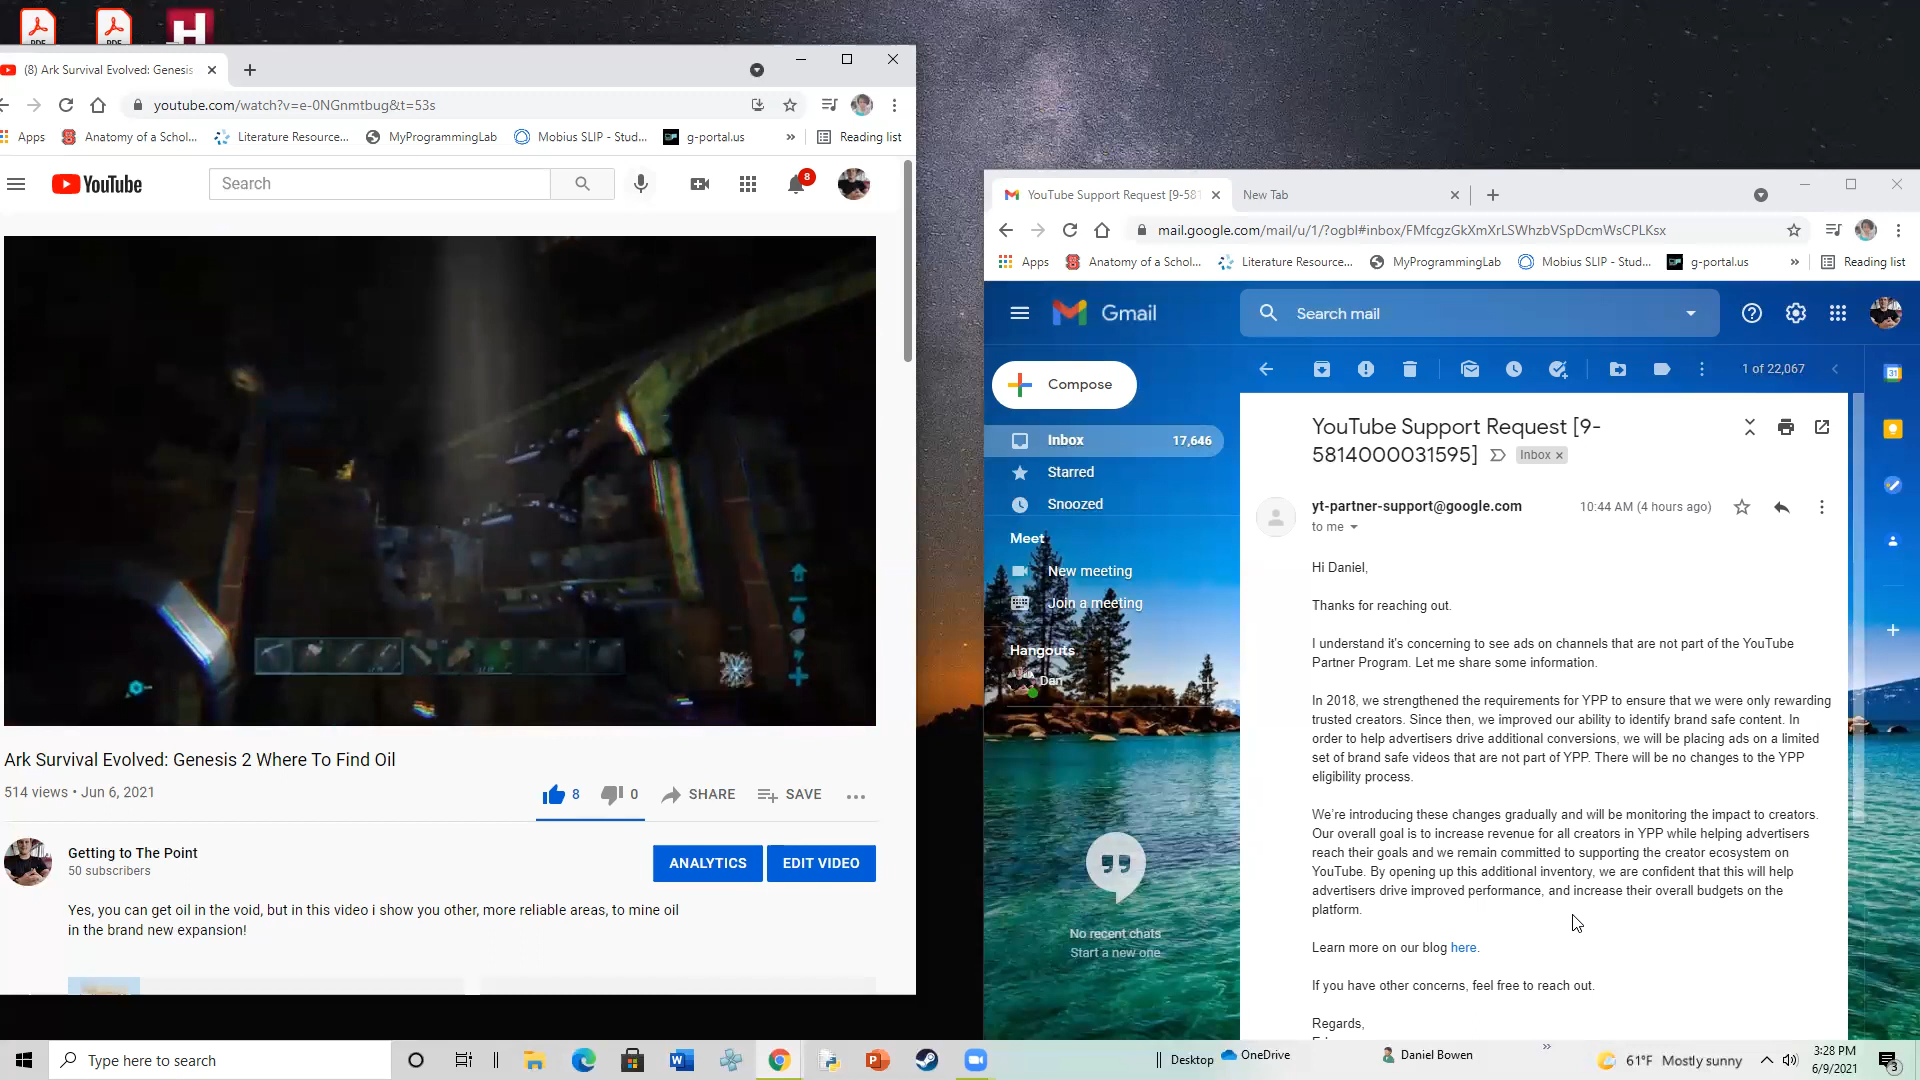 PDF
PDF
H
(8) Ark Survival Evolved: Genesis
youtube.com/watch?v=e-0NGnmtbug&t=53s
Apps
Anatomy of a Schol...
Literature Resource...
MyProgrammingLab
Mobius SLIP - Stud...
g-portal.us
»
Reading list
YouTube
Search
8
Ark Survival Evolved: Genesis 2 Where To Find Oil
514 views • Jun 6, 2021
8
0
SHARE
SAVE
Getting to The Point
50 subscribers
ANALYTICS
EDIT VIDEO
Yes, you can get oil in the void, but in this video i show you other, more reliable areas, to mine oil
in the brand new expansion!
YouTube Support Request [9-58
New Tab
mail.google.com/mail/u/1/?ogbl#inbox/FMfcgzGkXmXrLSWhzbVSpDcmWsCPLKsx
Apps
Anatomy of a Schol...
Literature Resource...
MyProgrammingLab
Mobius SLIP - Stud...
g-portal.us
»
Reading list
Gmail
Search mail
Compose
1 of 22,067
31
Inbox
17,646
Starred
Snoozed
Meet
New meeting
Join a meeting
Hangouts
Dan
No recent chats
Start a new one
YouTube Support Request [9-
5814000031595]
Inbox ×
yt-partner-support@google.com
10:44 AM (4 hours ago)
to me
Hi Daniel,
Thanks for reaching out.
I understand it's concerning to see ads on channels that are not part of the YouTube
Partner Program. Let me share some information.
In 2018, we strengthened the requirements for YPP to ensure that we were only rewarding
trusted creators. Since then, we improved our ability to identify brand safe content. In
order to help advertisers drive additional conversions, we will be placing ads on a limited
set of brand safe videos that are not part of YPP. There will be no changes to the YPP
eligibility process.
We're introducing these changes gradually and will be monitoring the impact to creators.
Our overall goal is to increase revenue for all creators in YPP while helping advertisers
reach their goals and we remain committed to supporting the creator ecosystem on
YouTube. By opening up this additional inventory, we are confident that this will help
advertisers drive improved performance, and increase their overall budgets on the
platform.
Learn more on our blog here.
If you have other concerns, feel free to reach out.
Regards,
Type here to search
Desktop
OneDrive
Daniel Bowen
»
61°F
Mostly sunny
3:28 PM
6/9/2021
3